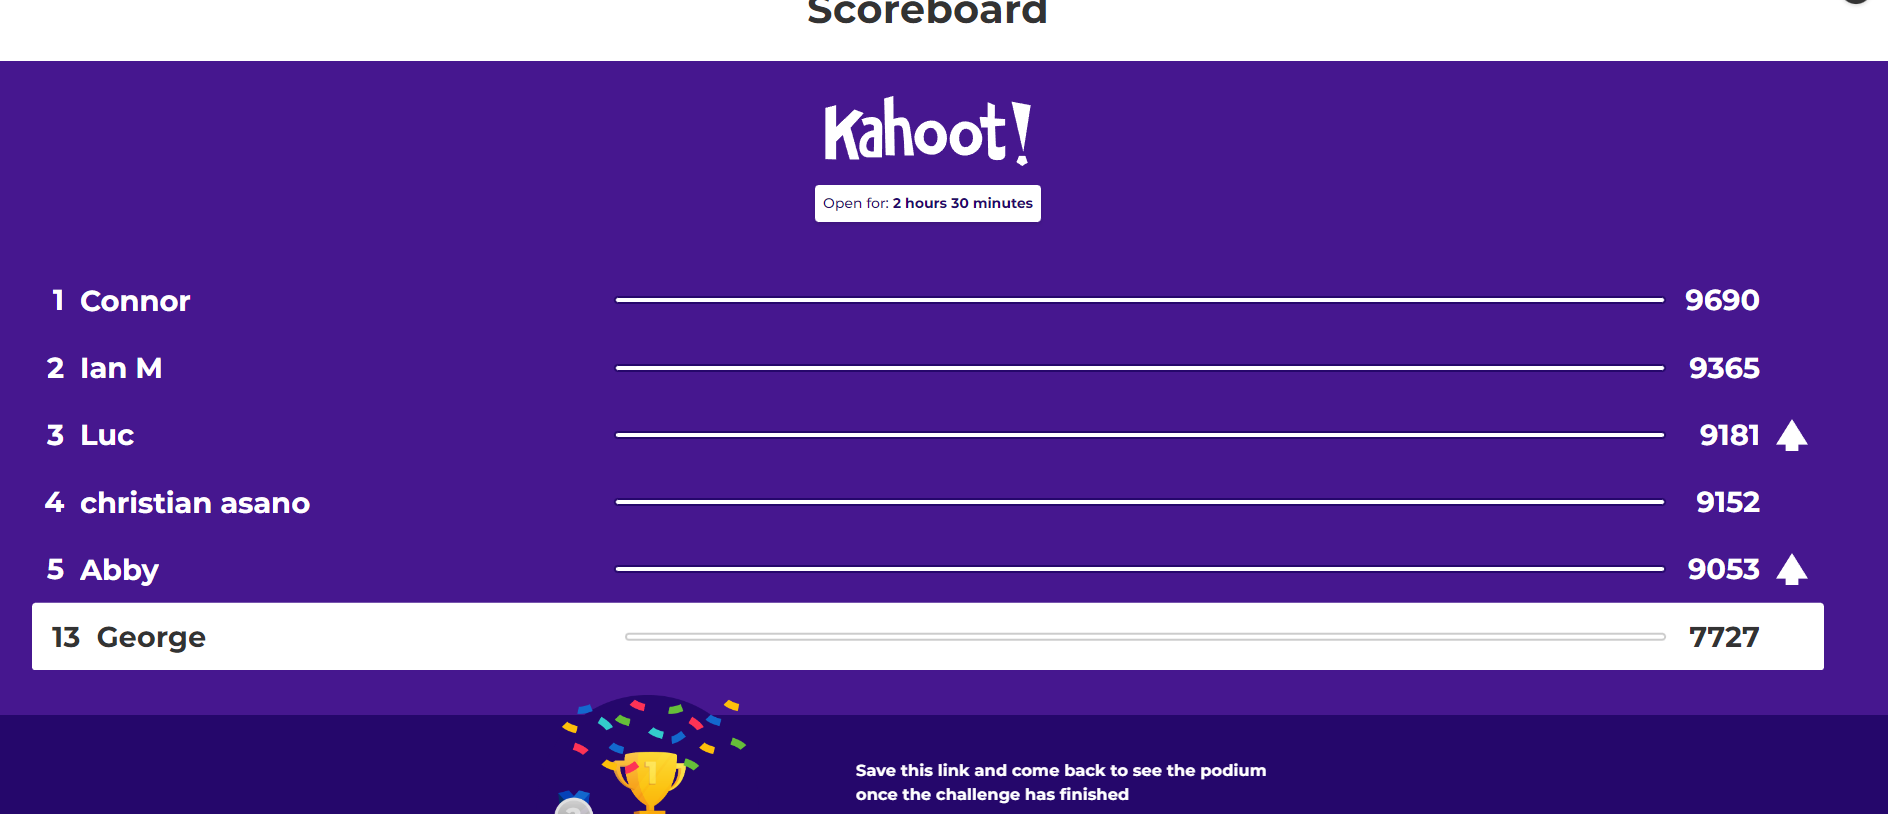 Scoreboard
Kahoot!
Open for: 2 hours 30 minutes
1 Connor 9690
2 Ian M 9365
3 Luc 9181
4 christian asano 9152
5 Abby 9053
13 George 7727
1
2
Save this link and come back to see the podium
once the challenge has finished